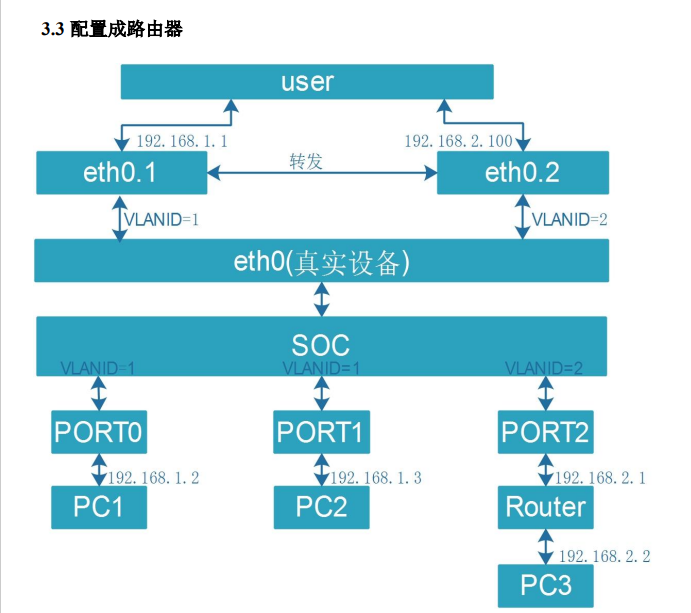 3.3 配置成路由器
user
192.168.1.1
192.168.2.100
eth0.1
转发
eth0.2
VLANID=1
VLANID=2
eth0(真实设备)
SOC
VLANID=1
VLANID=1
VLANID=2
PORT0
PORT1
PORT2
192.168.1.2
192.168.1.3
192.168.2.1
PC1
PC2
Router
192.168.2.2
PC3